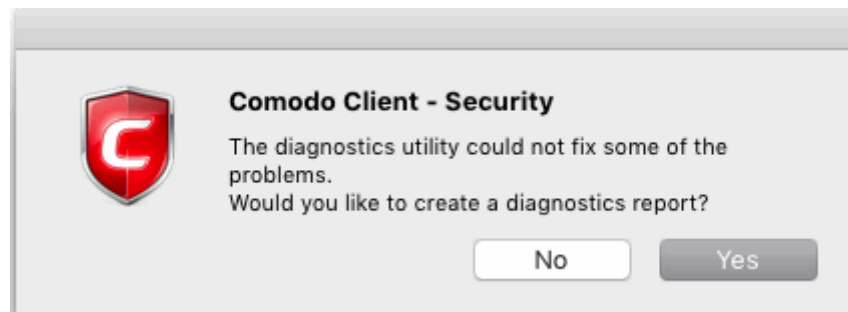 Comodo Client - Security
The diagnostics utility could not fix some of the
problems.
Would you like to create a diagnostics report?
No
Yes